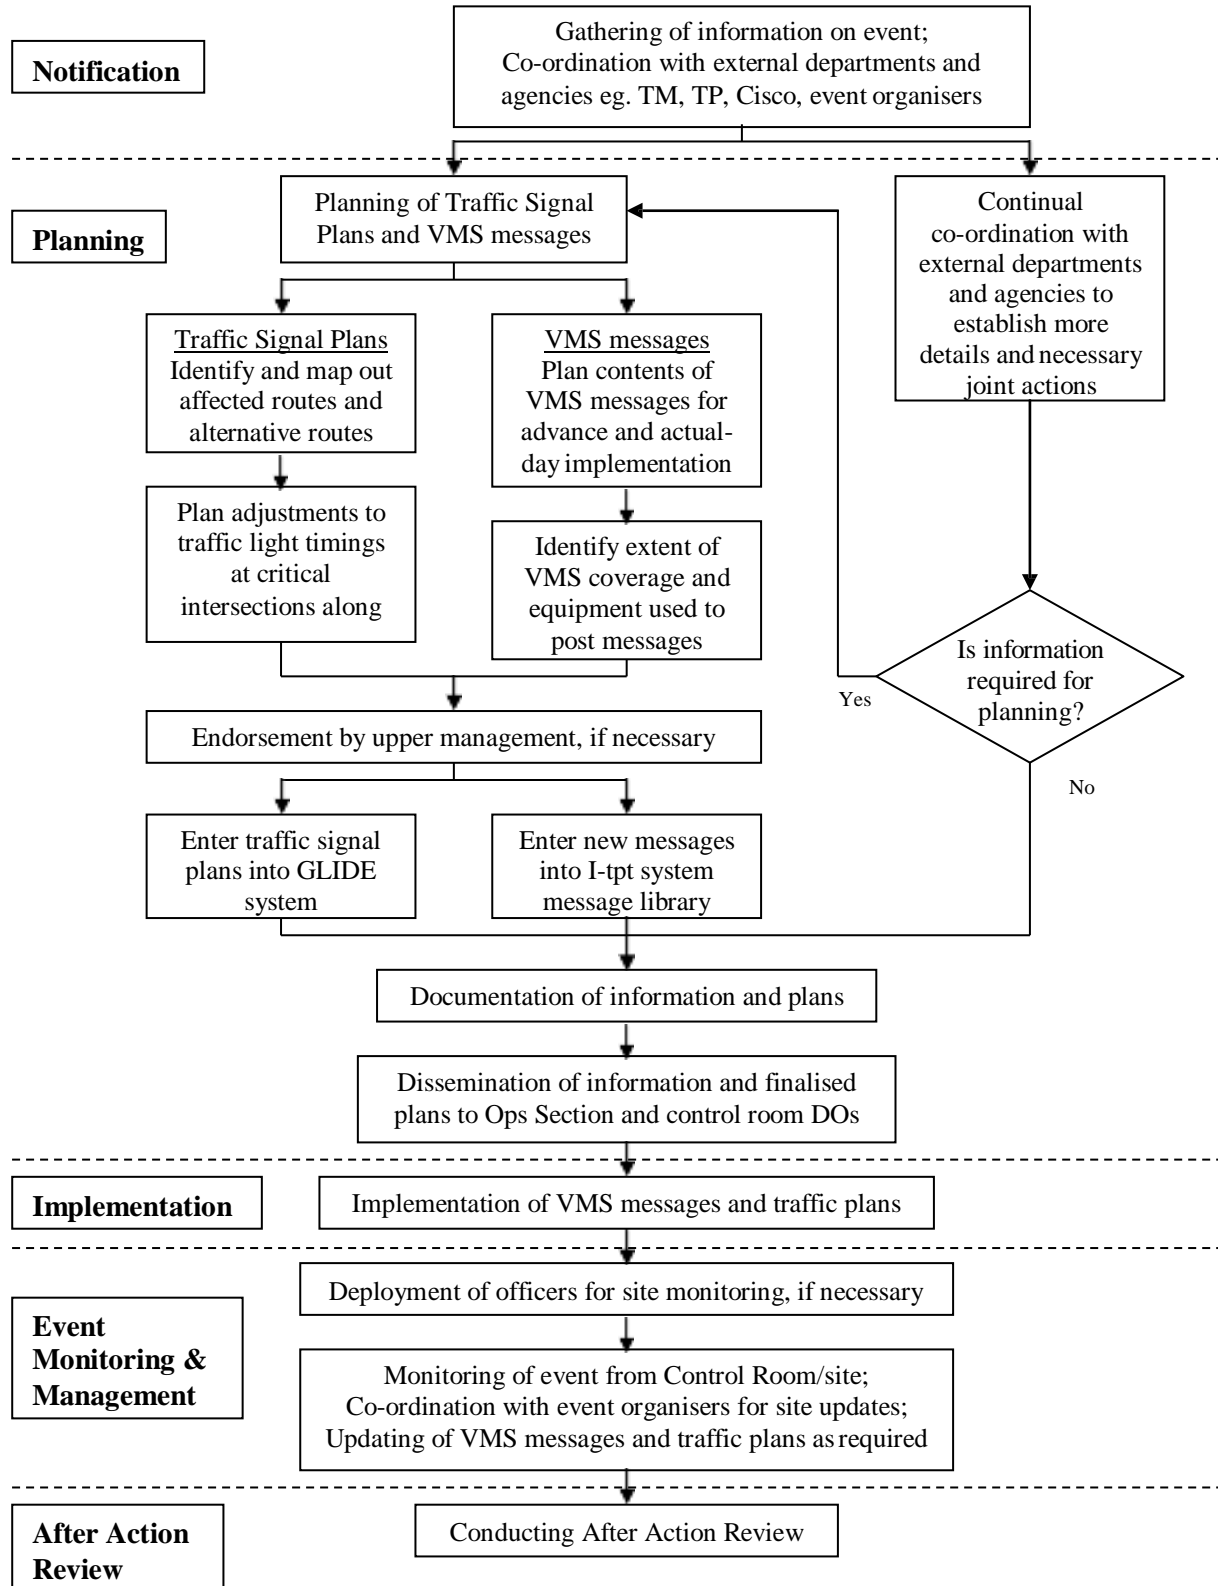 Notification
Gathering of information on event;
Co-ordination with external departments and
agencies eg. TM, TP, Cisco, event organisers
Planning
Planning of Traffic Signal
Plans and VMS messages
Continual
co-ordination with
external departments
and agencies to
establish more
details and necessary
joint actions
Traffic Signal Plans
Identify and map out
affected routes and
alternative routes
VMS messages
Plan contents of
VMS messages for
advance and actual-
day implementation
Plan adjustments to
traffic light timings
at critical
intersections along
Identify extent of
VMS coverage and
equipment used to
post messages
Is information
required for
planning?
Yes
No
Endorsement by upper management, if necessary
Enter traffic signal
plans into GLIDE
system
Enter new messages
into I-tpt system
message library
Documentation of information and plans
Dissemination of information and finalised
plans to Ops Section and control room DOs
Implementation
Implementation of VMS messages and traffic plans
Event
Monitoring &
Management
Deployment of officers for site monitoring, if necessary
Monitoring of event from Control Room/site;
Co-ordination with event organisers for site updates;
Updating of VMS messages and traffic plans as required
After Action
Review
Conducting After Action Review